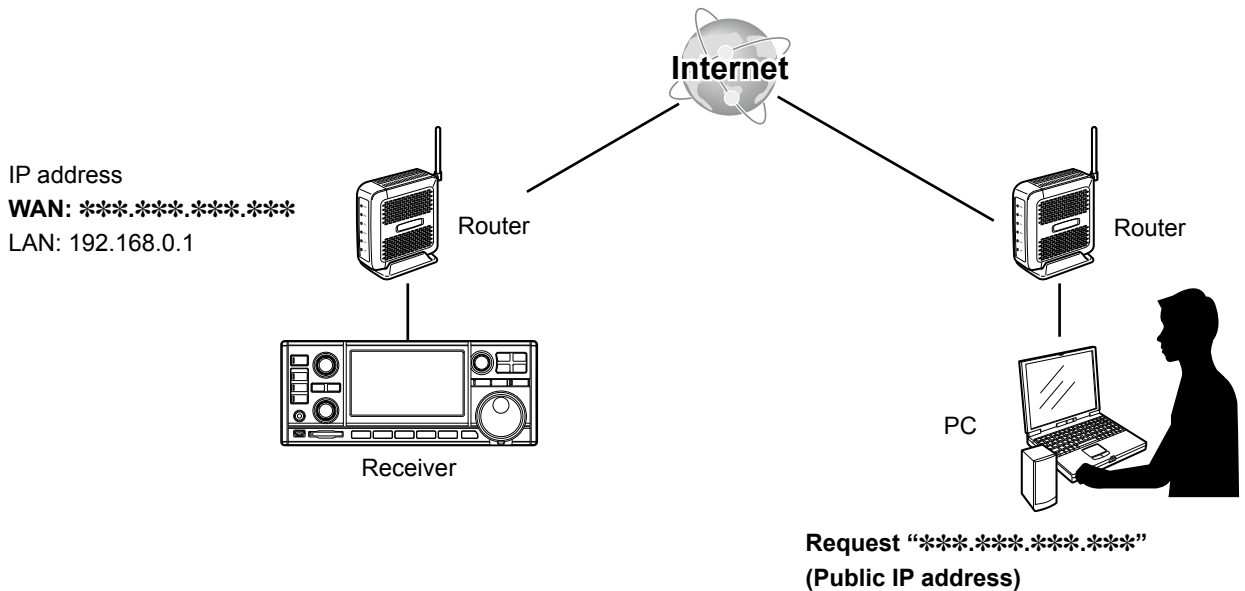 Internet
IP address
WAN: ***.***.***.***
LAN: 192.168.0.1
Router
Router
Receiver
PC
Request “***.***.***.***”
(Public IP address)